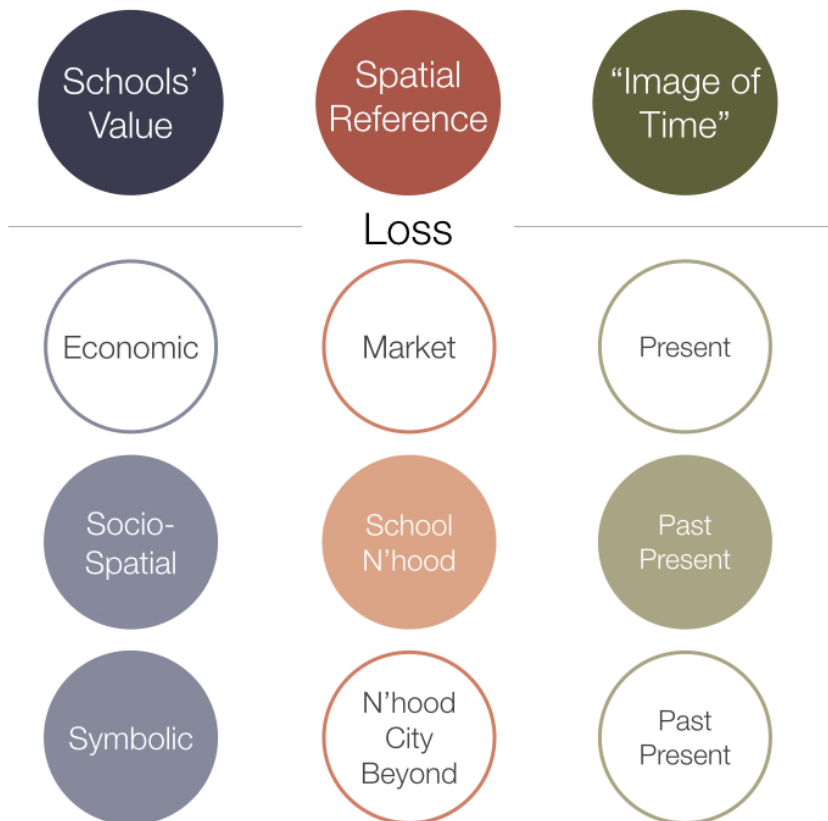 Schools’
Value
Spatial
Reference
“Image of
Time”
Loss
Economic
Market
Present
Socio-
Spatial
School
N’hood
Past
Present
Symbolic
N’hood
City
Beyond
Past
Present